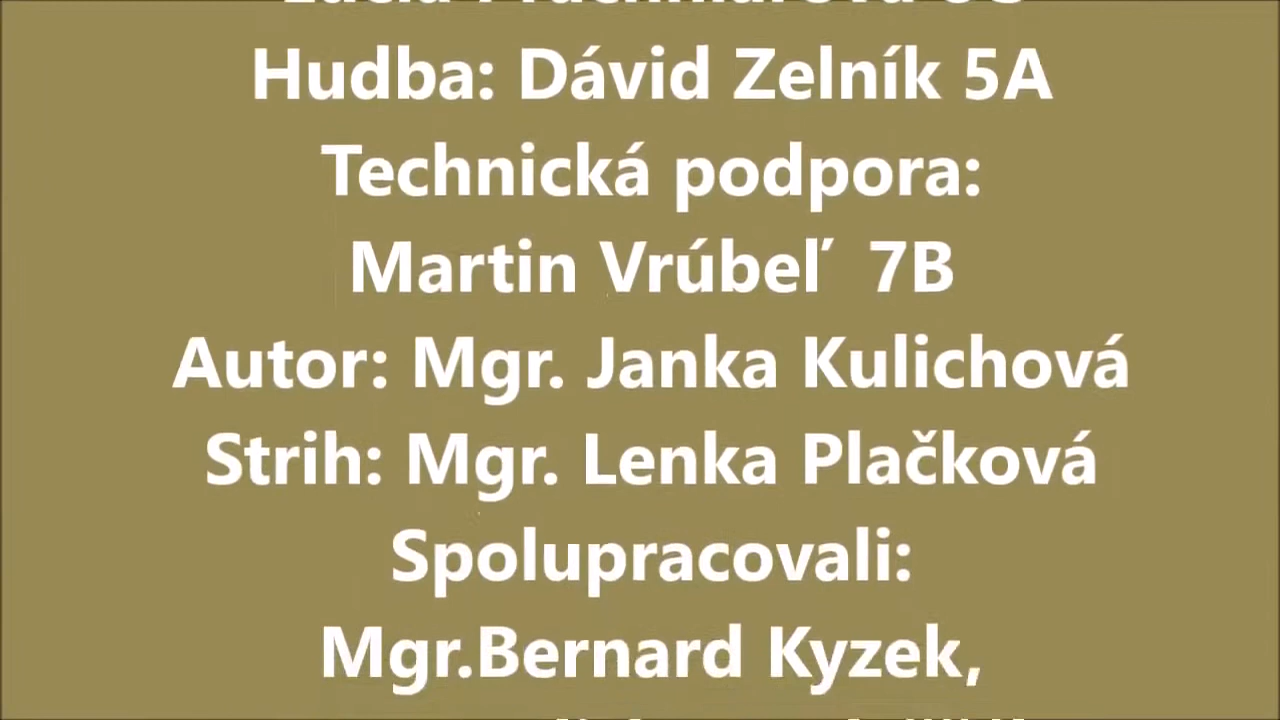 Hudba: Dávid Zelník 5A
Technická podpora:
Martin Vrúbeľ 7B
Autor: Mgr. Janka Kulichová
Strih: Mgr. Lenka Plačková
Spolupracovali:
Mgr.Bernard Kyzek,